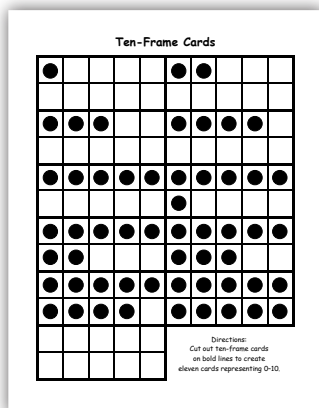 Ten-Frame Cards
Directions:
Cut out ten-frame cards
on bold lines to create
eleven cards representing 0-10.